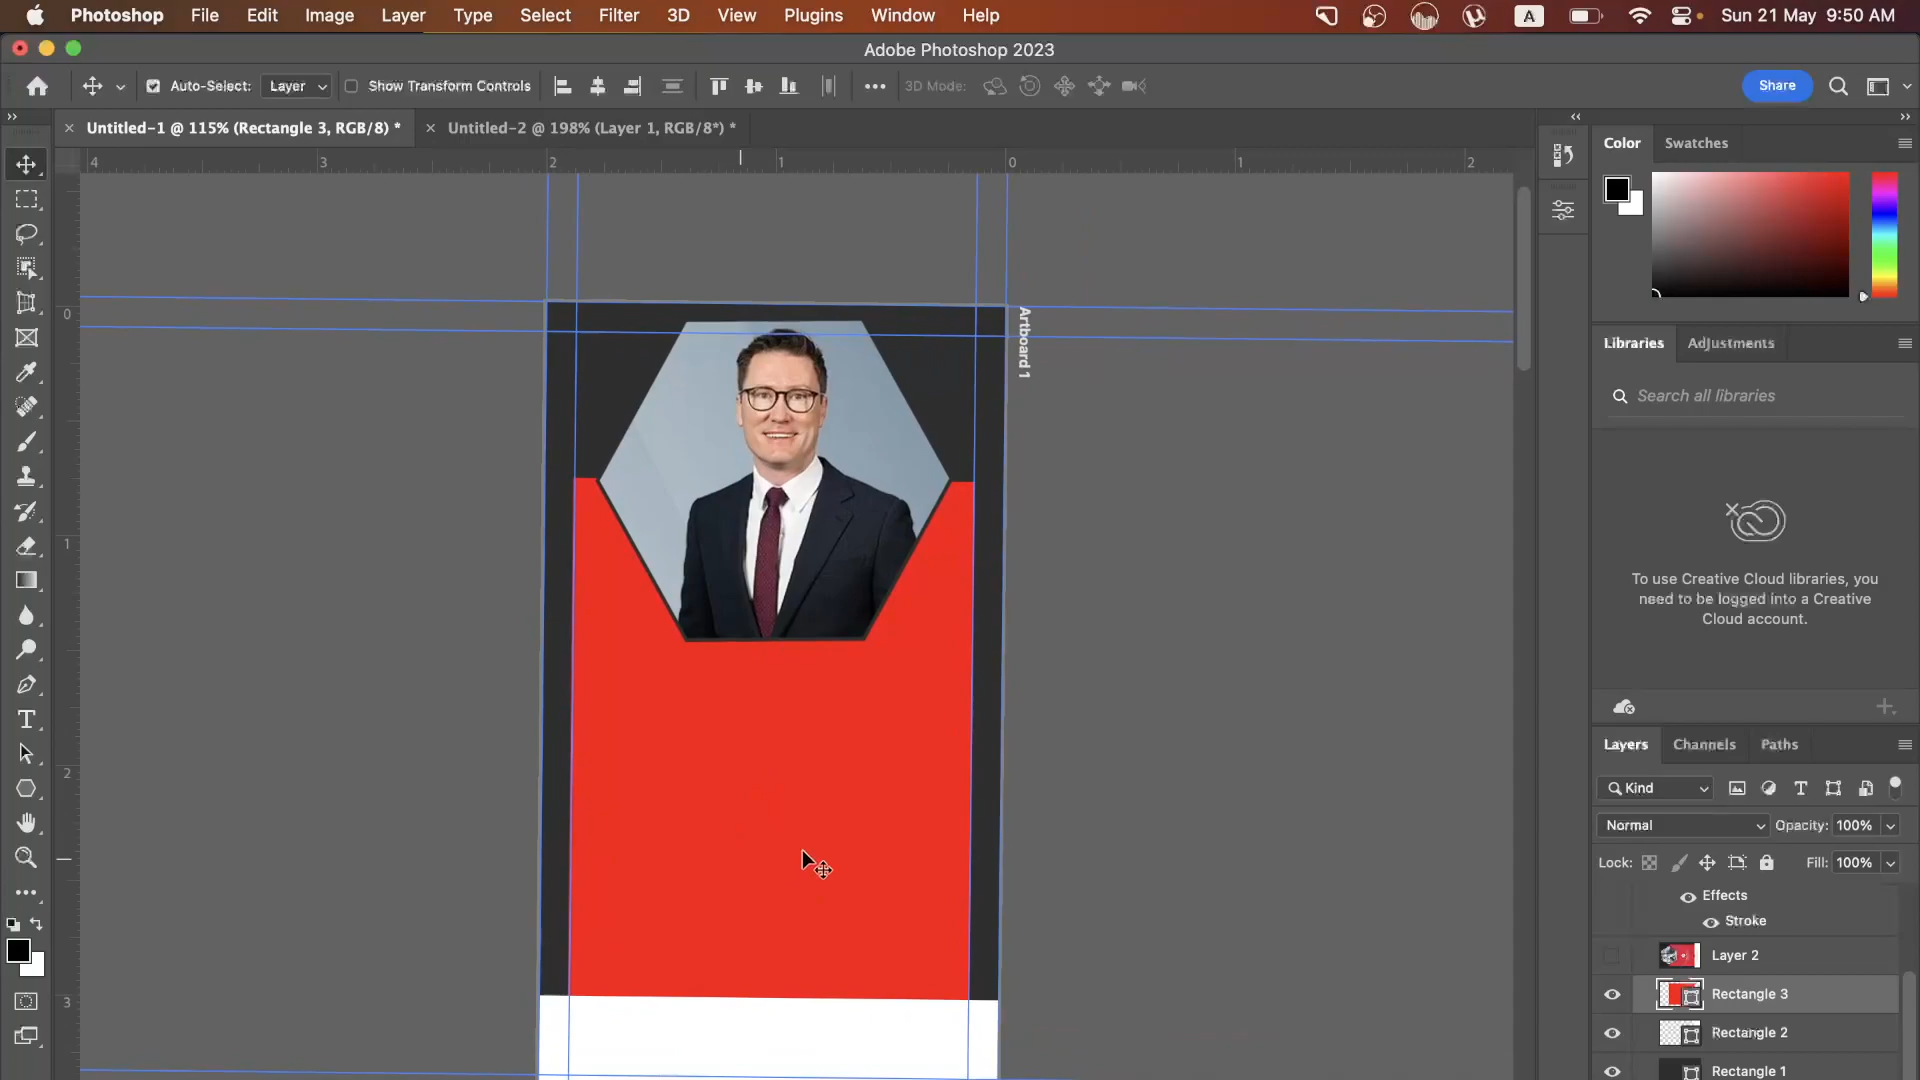 Photoshop File Edit Image Layer Type Select Filter 3D View Plugins Window Help A Sun 21 May 9:50 AM
Adobe Photoshop 2023
Auto-Select: Layer Show Transform Controls 3D Mode: Share
Untitled-1 @ 115% (Rectangle 3, RGB/8) * Untitled-2 @ 198% (Layer 1, RGB/8*) *
4 3 2 1 0 1 2
0
1
2
3
Artboard 1
Color Swatches
Libraries Adjustments
Search all libraries
To use Creative Cloud libraries, you
need to be logged into a Creative
Cloud account.
Layers Channels Paths
Kind
Normal Opacity: 100%
Lock: Fill: 100%
Effects
Stroke
Layer 2
Rectangle 3
Rectangle 2
Rectangle 1